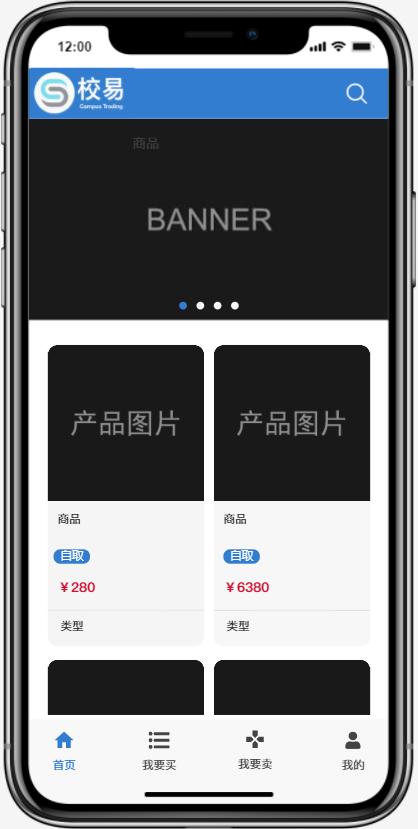 12:00
校易
Campus Trading
商品
BANNER
产品图片
产品图片
商品
商品
自取
自取
￥280
￥6380
类型
类型
首页
我要买
我要卖
我的